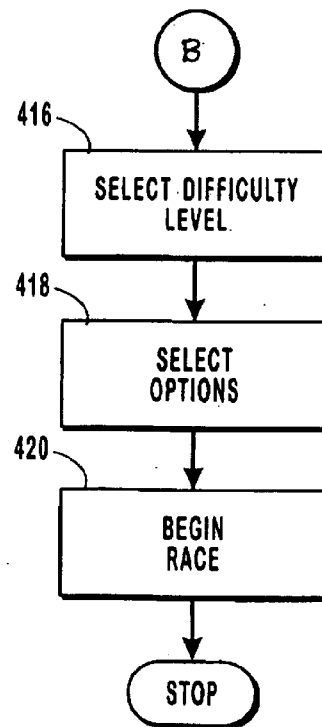 B
416
SELECT DIFFICULTY
LEVEL
418
SELECT
OPTIONS
420
BEGIN
RACE
STOP